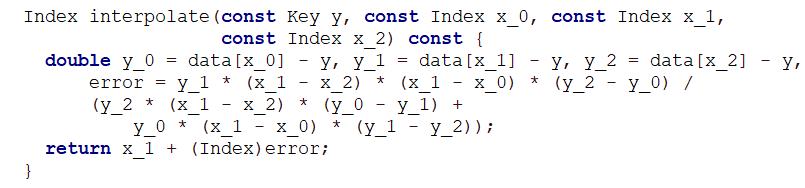 Index interpolate(const Key y, const Index x_0, const Index x_1,
const Index x_2) const {
double y_0 = data[x_0] - y, y_1 = data[x_1] - y, y_2 = data[x_2] - y,
error = y_1 * (x_1 - x_2) * (x_1 - x_0) * (y_2 - y_0) /
(y_2 * (x_1 - x_2) * (y_0 - y_1) +
y_0 * (x_1 - x_0) * (y_1 - y_2));
return x_1 + (Index)error;
}